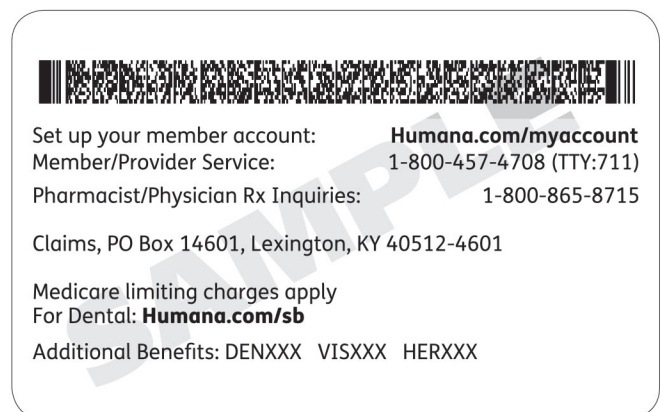 Set up your member account: Humana.com/myaccount
Member/Provider Service: 1-800-457-4708 (TTY:711)
Pharmacist/Physician Rx Inquiries: 1-800-865-8715
Claims, PO Box 14601, Lexington, KY 40512-4601
Medicare limiting charges apply
For Dental: Humana.com/sb
Additional Benefits: DENXXX VISXXX HERXXX
SAMPLE